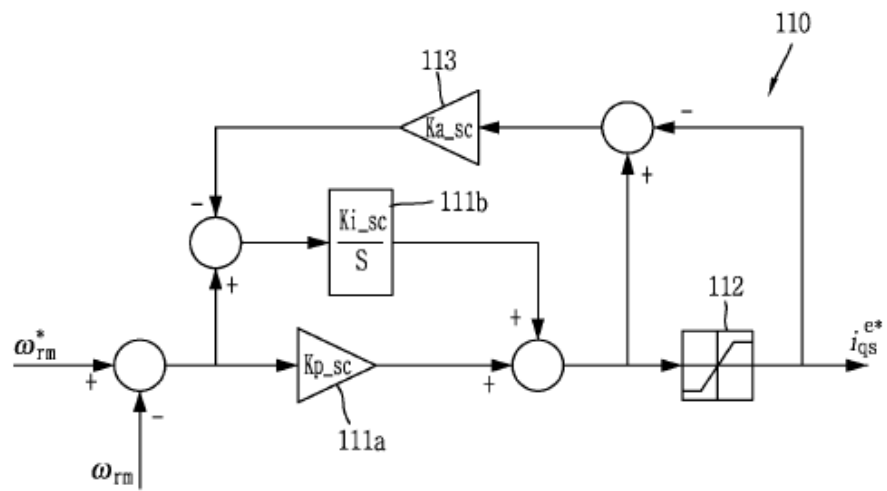 110
113
Ka_sc
-
+
-
111b
Ki_sc
S
+
+
112
ω*rm
+
Kp_sc
+
i e* qs
-
111a
ωrm